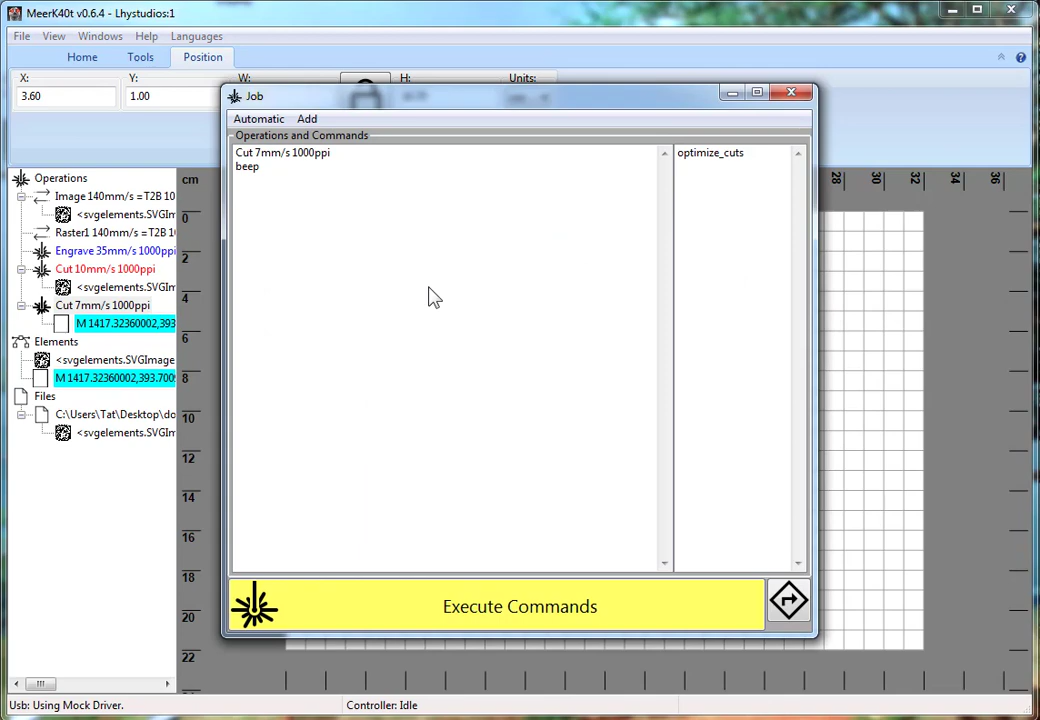 MeerK40t v0.6.4 - Lhystudios:1
File View Windows Help Languages
Home Tools Position
X: Y: W: H: Units:
3.60 1.00
Job
Automatic Add
Operations and Commands
Cut 7mm/s 1000ppi
beep
optimize_cuts
Execute Commands
Operations
Image 140mm/s =T2B 10
<svgelements.SVGIm
Raster1 140mm/s =T2B 10
Engrave 35mm/s 1000ppi
Cut 10mm/s 1000ppi
<svgelements.SVGIm
Cut 7mm/s 1000ppi
M 1417.32360002,393
Elements
<svgelements.SVGImage
M 1417.32360002,393.700
Files
C:\Users\Tat\Desktop\do
<svgelements.SVGIm
cm
28 30 32 34 36
0
2
4
6
8
10
12
14
16
18
20
22
Usb: Using Mock Driver. Controller: Idle